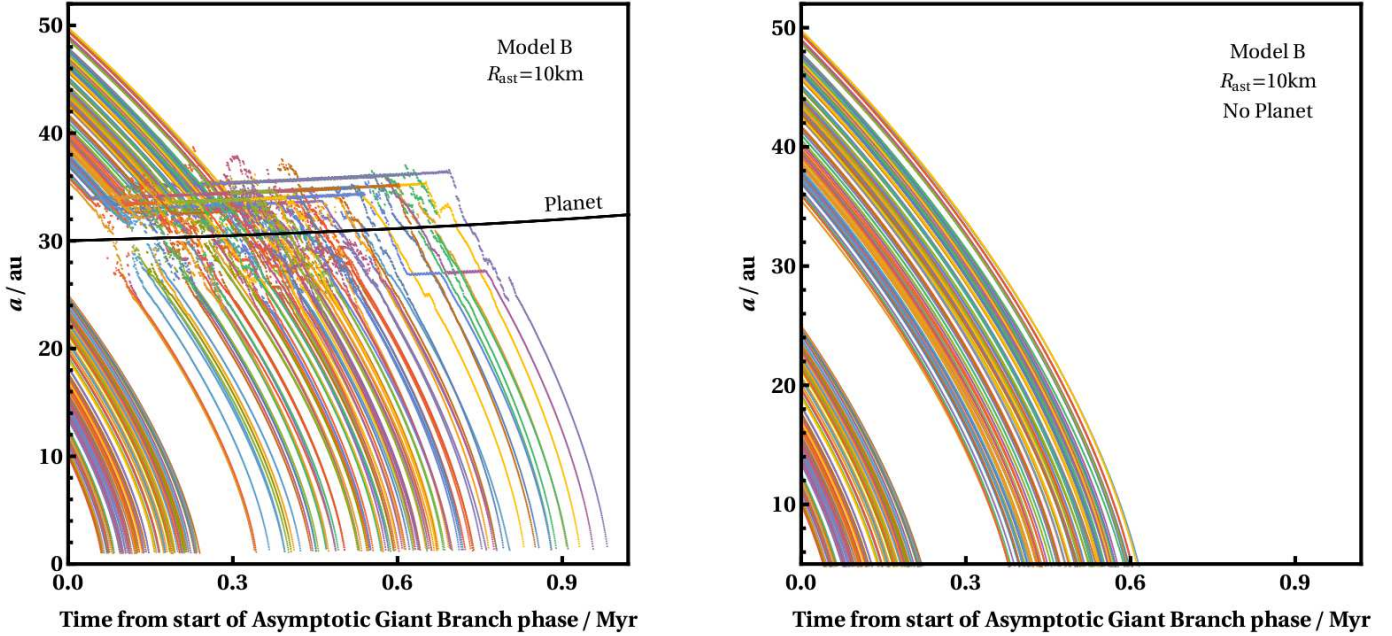 50
40
30
20
10
0
a / au
Model B
R_ast=10km
Planet
0.0 0.3 0.6 0.9
Time from start of Asymptotic Giant Branch phase / Myr
50
40
30
20
10
a / au
Model B
R_ast=10km
No Planet
0.0 0.3 0.6 0.9
Time from start of Asymptotic Giant Branch phase / Myr